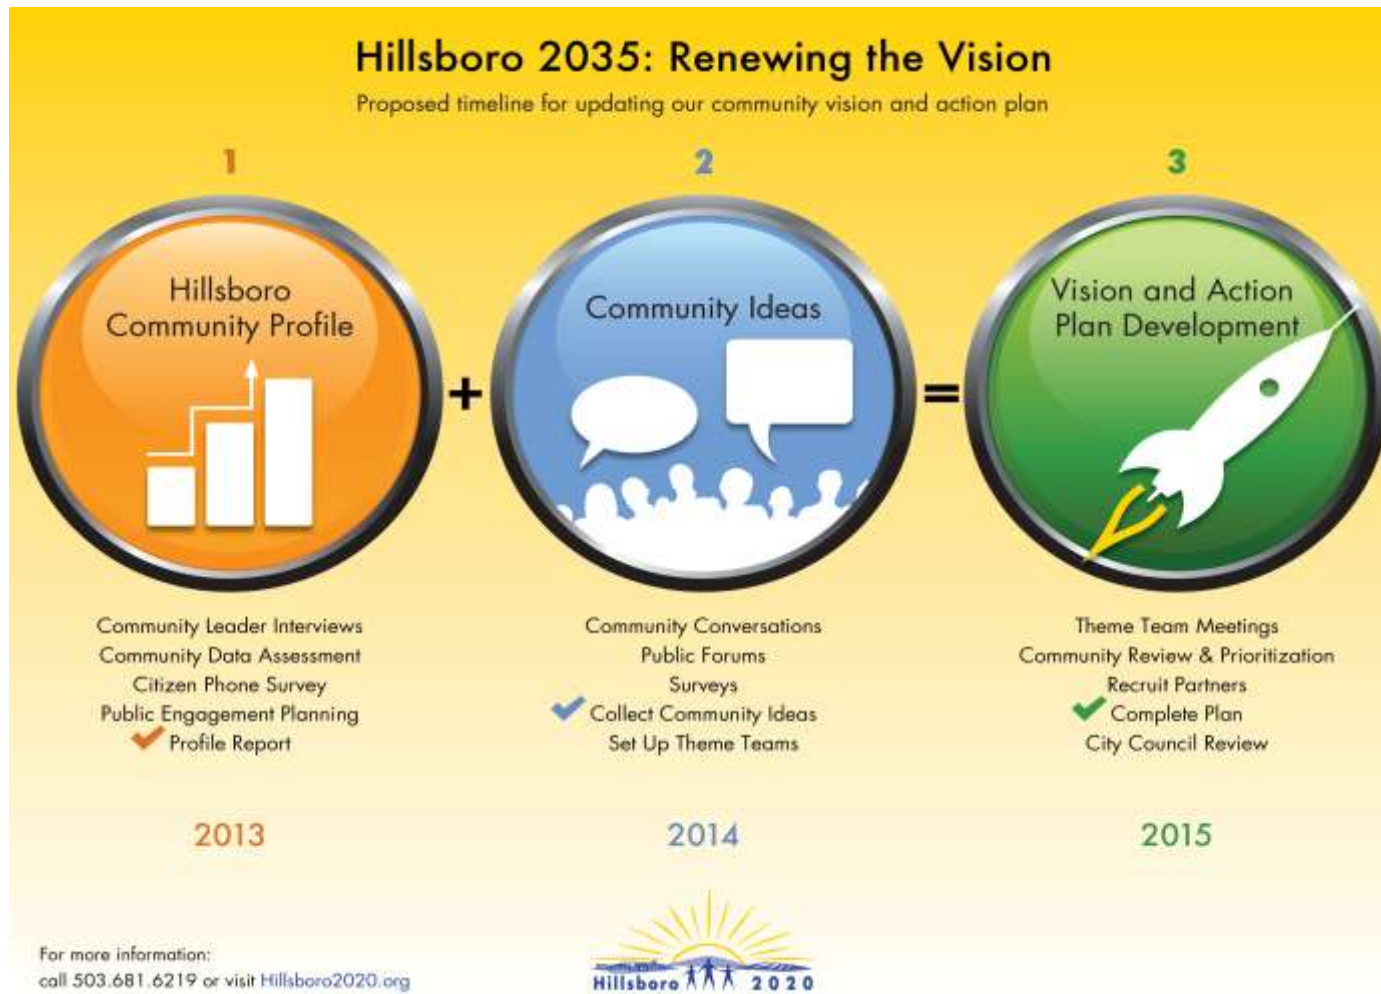 Hillsboro 2035: Renewing the Vision
Proposed timeline for updating our community vision and action plan
1
Hillsboro
Community Profile
Community Leader Interviews
Community Data Assessment
Citizen Phone Survey
Public Engagement Planning
Profile Report
2013
+
2
Community Ideas
Community Conversations
Public Forums
Surveys
Collect Community Ideas
Set Up Theme Teams
2014
=
3
Vision and Action
Plan Development
Theme Team Meetings
Community Review & Prioritization
Recruit Partners
Complete Plan
City Council Review
2015
For more information:
call 503.681.6219 or visit Hillsboro2020.org
Hillsboro 2020